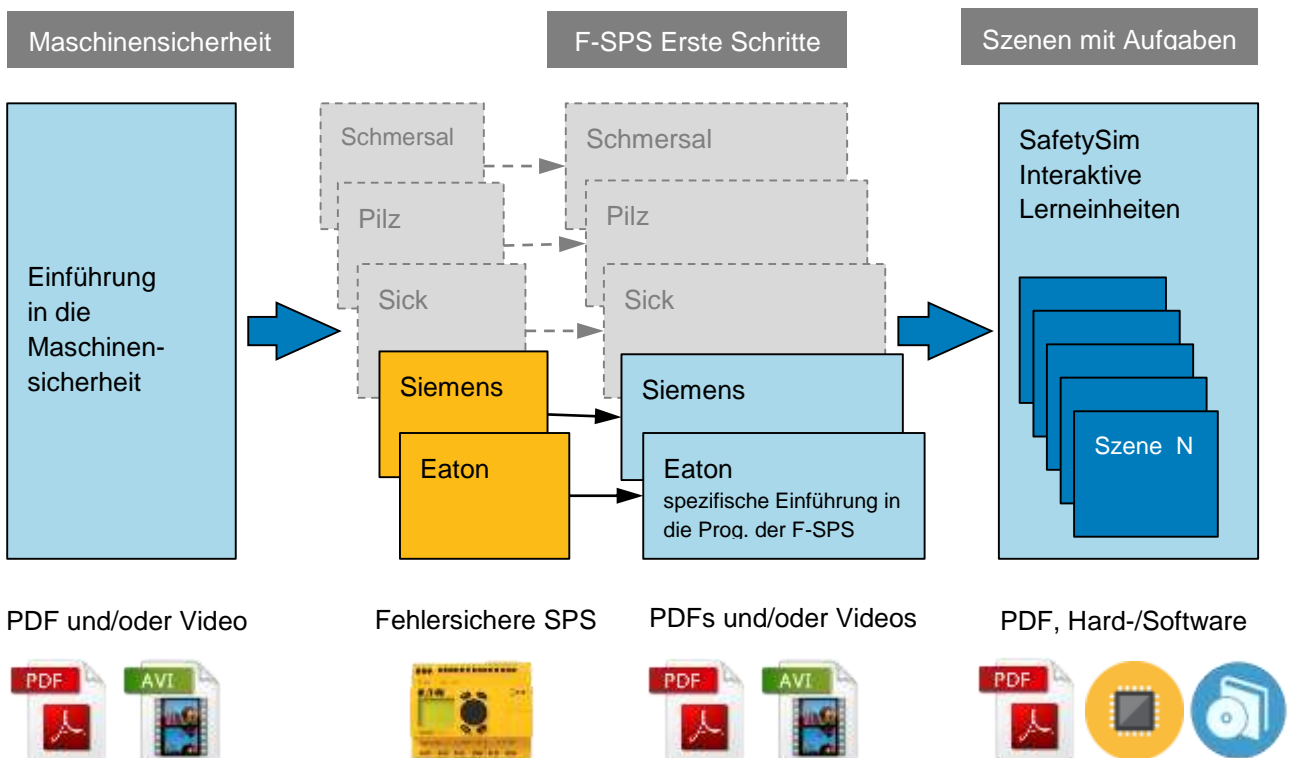 Maschinensicherheit
F-SPS Erste Schritte
Szenen mit Aufgaben
Einführung
in die
Maschinen-
sicherheit
Schmersal
Pilz
Sick
Siemens
Eaton
Schmersal
Pilz
Sick
Siemens
Eaton
spezifische Einführung in
die Prog. der F-SPS
SafetySim
Interaktive
Lerneinheiten
Szene N
PDF und/oder Video
Fehlersichere SPS
PDFs und/oder Videos
PDF, Hard-/Software
PDF
AVI
PDF
AVI
PDF